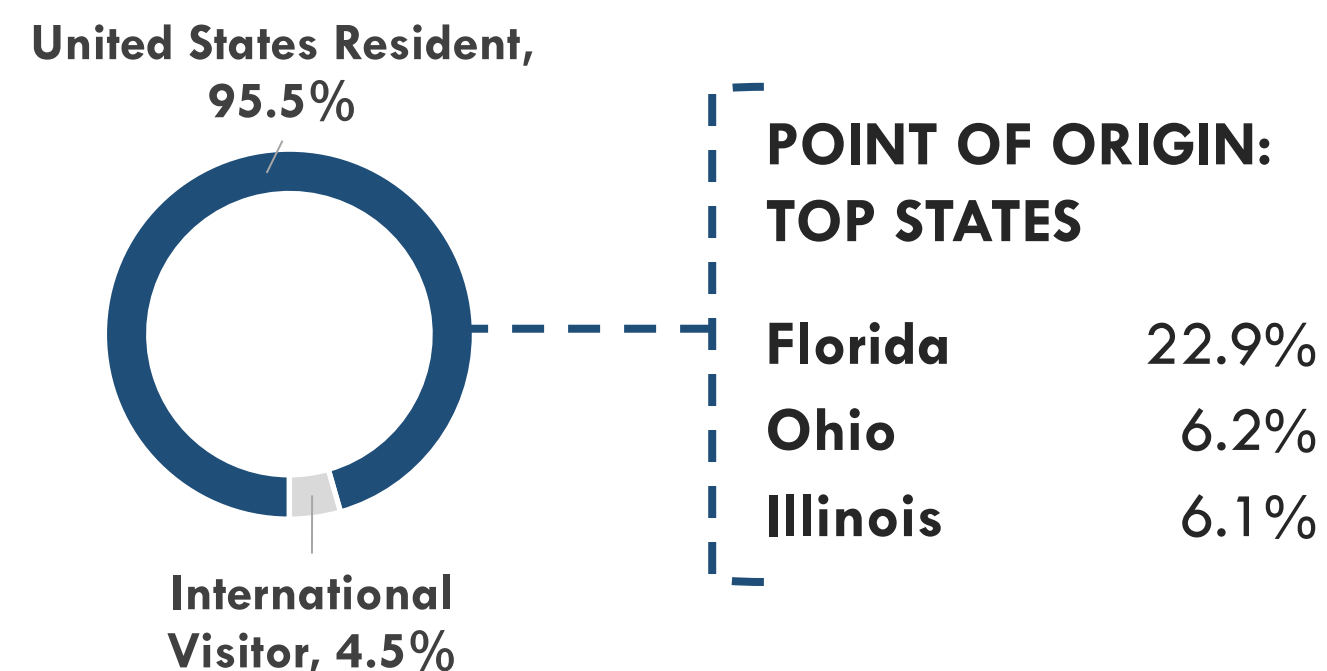 United States Resident,
95.5%
POINT OF ORIGIN:
TOP STATES
Florida 22.9%
Ohio 6.2%
Illinois 6.1%
International
Visitor, 4.5%